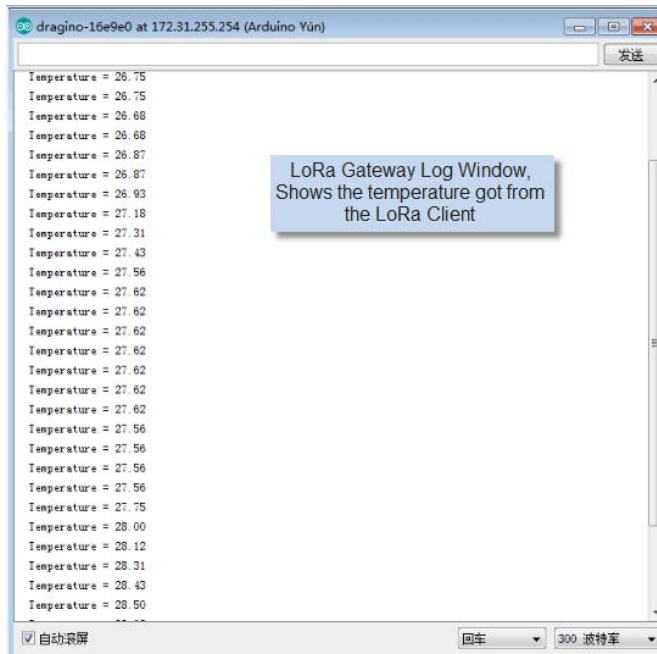 dragino-16e9e0 at 172.31.255.254 (Arduino Yún)
发送
Temperature = 26.75
Temperature = 26.75
Temperature = 26.68
Temperature = 26.68
Temperature = 26.87
Temperature = 26.87
Temperature = 26.93
Temperature = 27.18
Temperature = 27.31
Temperature = 27.43
Temperature = 27.56
Temperature = 27.62
Temperature = 27.62
Temperature = 27.62
Temperature = 27.62
Temperature = 27.62
Temperature = 27.62
Temperature = 27.62
Temperature = 27.56
Temperature = 27.56
Temperature = 27.56
Temperature = 27.56
Temperature = 27.75
Temperature = 28.00
Temperature = 28.12
Temperature = 28.31
Temperature = 28.43
Temperature = 28.50
LoRa Gateway Log Window,
Shows the temperature got from
the LoRa Client
自动滚屏
回车
300 波特率